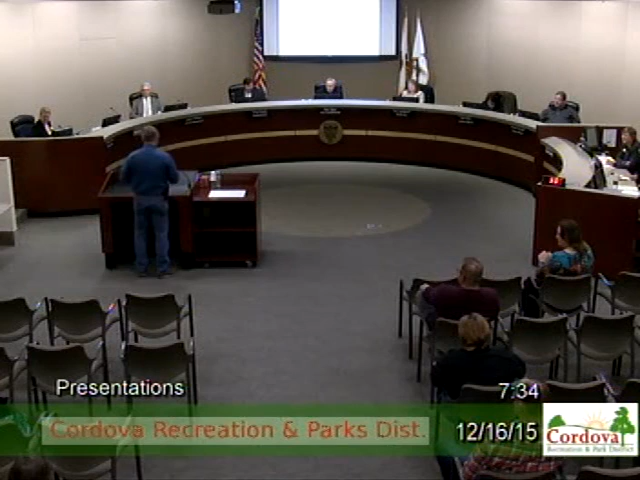 Presentations
7:34
Cordova Recreation & Parks Dist.
12/16/15
Cordova
Recreation & Park District